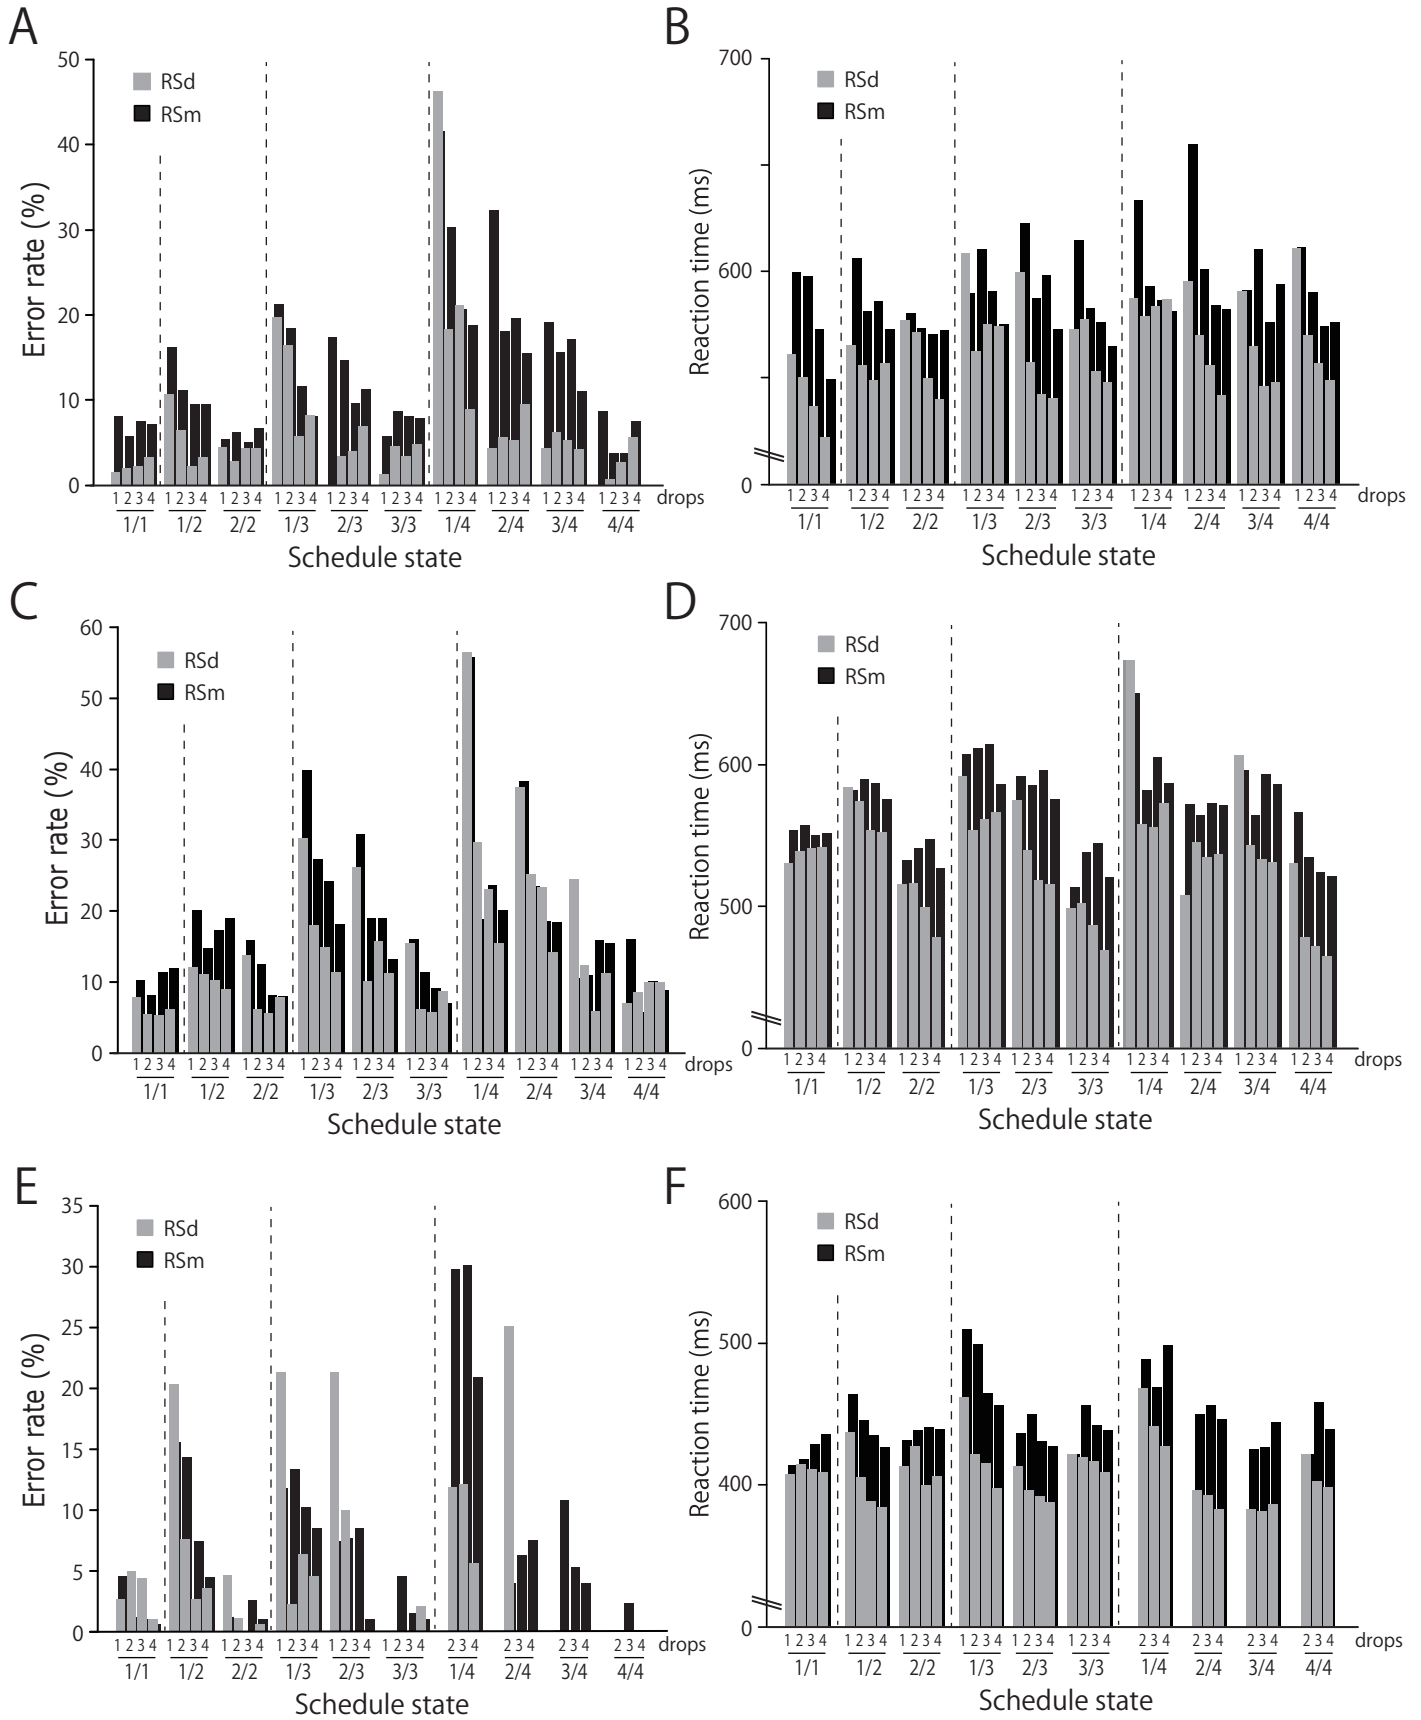 A
50
40
30
20
10
0
Error rate (%)
RSd
RSm
1 2 3 4 1 2 3 4 1 2 3 4 1 2 3 4 1 2 3 4 1 2 3 4 1 2 3 4 1 2 3 4 1 2 3 4 1 2 3 4 drops
1/1 1/2 2/2 1/3 2/3 3/3 1/4 2/4 3/4 4/4
Schedule state
B
700
600
0
Reaction time (ms)
RSd
RSm
1 2 3 4 1 2 3 4 1 2 3 4 1 2 3 4 1 2 3 4 1 2 3 4 1 2 3 4 1 2 3 4 1 2 3 4 1 2 3 4 drops
1/1 1/2 2/2 1/3 2/3 3/3 1/4 2/4 3/4 4/4
Schedule state
C
60
50
40
30
20
10
0
Error rate (%)
RSd
RSm
1 2 3 4 1 2 3 4 1 2 3 4 1 2 3 4 1 2 3 4 1 2 3 4 1 2 3 4 1 2 3 4 1 2 3 4 1 2 3 4 drops
1/1 1/2 2/2 1/3 2/3 3/3 1/4 2/4 3/4 4/4
Schedule state
D
700
600
500
0
Reaction time (ms)
RSd
RSm
1 2 3 4 1 2 3 4 1 2 3 4 1 2 3 4 1 2 3 4 1 2 3 4 1 2 3 4 1 2 3 4 1 2 3 4 1 2 3 4 drops
1/1 1/2 2/2 1/3 2/3 3/3 1/4 2/4 3/4 4/4
Schedule state
E
35
30
25
20
15
10
5
0
Error rate (%)
RSd
RSm
1 2 3 4 1 2 3 4 1 2 3 4 1 2 3 4 1 2 3 4 1 2 3 4 2 3 4 2 3 4 2 3 4 2 3 4 drops
1/1 1/2 2/2 1/3 2/3 3/3 1/4 2/4 3/4 4/4
Schedule state
F
600
500
400
0
Reaction time (ms)
RSd
RSm
1 2 3 4 1 2 3 4 1 2 3 4 1 2 3 4 1 2 3 4 1 2 3 4 2 3 4 2 3 4 2 3 4 2 3 4 drops
1/1 1/2 2/2 1/3 2/3 3/3 1/4 2/4 3/4 4/4
Schedule state